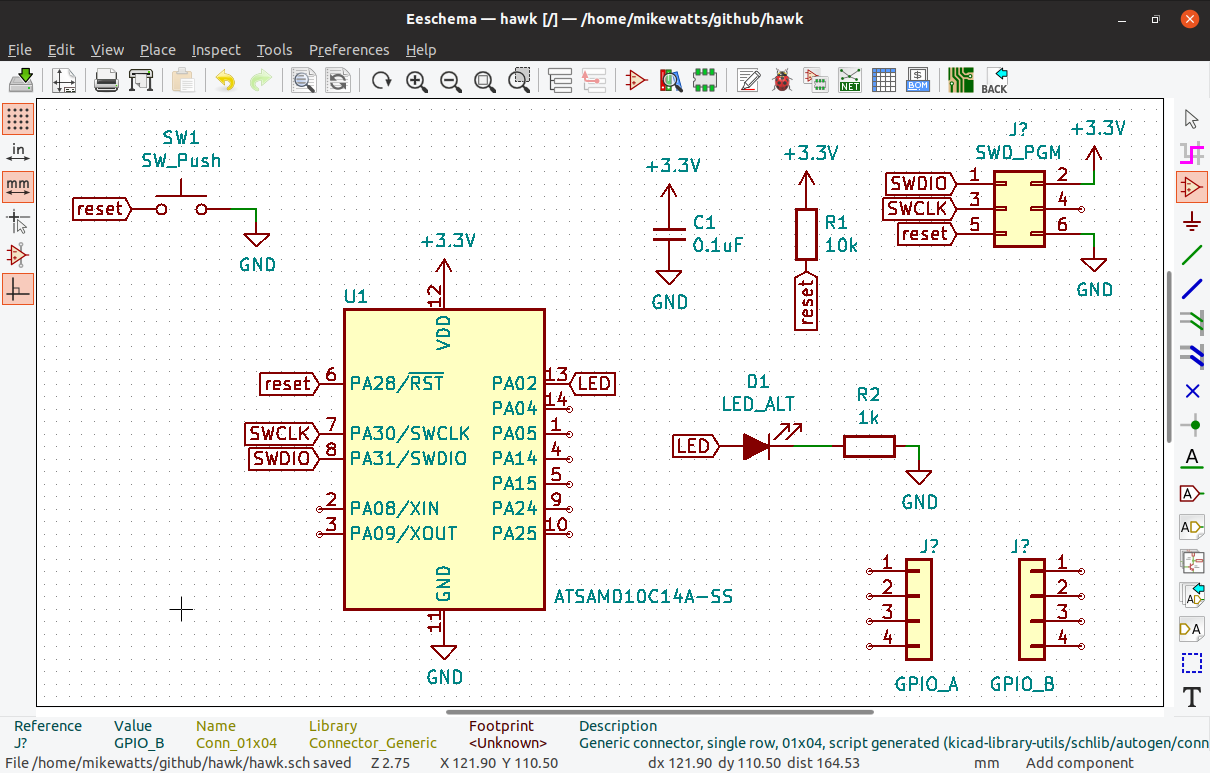 Eeschema — hawk [/] — /home/mikewatts/github/hawk
File Edit View Place Inspect Tools Preferences Help
NET
BOM
BACK
in
mm
SW1
SW_Push
reset
GND
+3.3V
U1
12
VDD
reset 6 PA28/RST
SWCLK 7 PA30/SWCLK
SWDIO 8 PA31/SWDIO
2 PA08/XIN
3 PA09/XOUT
PA02 13 LED
PA04 14
PA05 1
PA14 4
PA15 5
PA24 9
PA25 10
GND
11
GND
ATSAMD10C14A-SS
+3.3V
C1
0.1uF
GND
+3.3V
R1
10k
reset
J?
SWD_PGM
+3.3V
SWDIO 1 2
SWCLK 3 4
reset 5 6
GND
D1
LED_ALT
LED
R2
1k
GND
J?
1
2
3
4
GPIO_A
J?
1
2
3
4
GPIO_B
A
A
AD
AD
DA
T
Reference Value Name Library Footprint Description
J? GPIO_B Conn_01x04 Connector_Generic <Unknown> Generic connector, single row, 01x04, script generated (kicad-library-utils/schlib/autogen/conn
File /home/mikewatts/github/hawk/hawk.sch saved Z 2.75 X 121.90 Y 110.50 dx 121.90 dy 110.50 dist 164.53 mm Add component